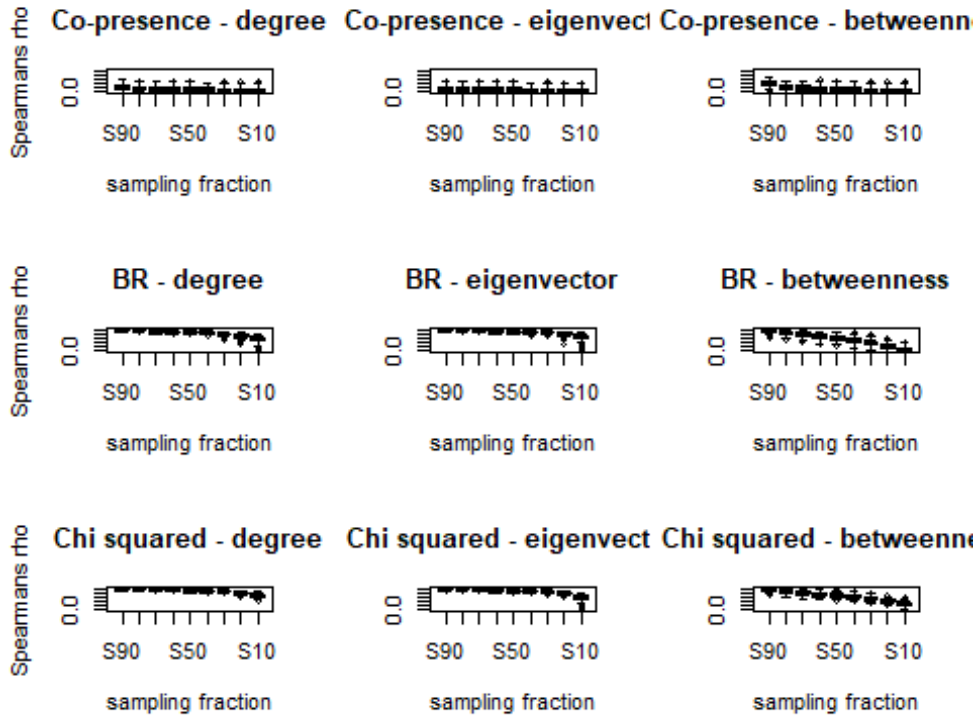 Co-presence - degree
Co-presence - eigenvect
Co-presence - betweenn
Spearmans rho
0.0
0.0
0.0
S90 S50 S10
S90 S50 S10
S90 S50 S10
sampling fraction
sampling fraction
sampling fraction
BR - degree
BR - eigenvector
BR - betweenness
Spearmans rho
0.0
0.0
0.0
S90 S50 S10
S90 S50 S10
S90 S50 S10
sampling fraction
sampling fraction
sampling fraction
Chi squared - degree
Chi squared - eigenvect
Chi squared - betweenne
Spearmans rho
0.0
0.0
0.0
S90 S50 S10
S90 S50 S10
S90 S50 S10
sampling fraction
sampling fraction
sampling fraction